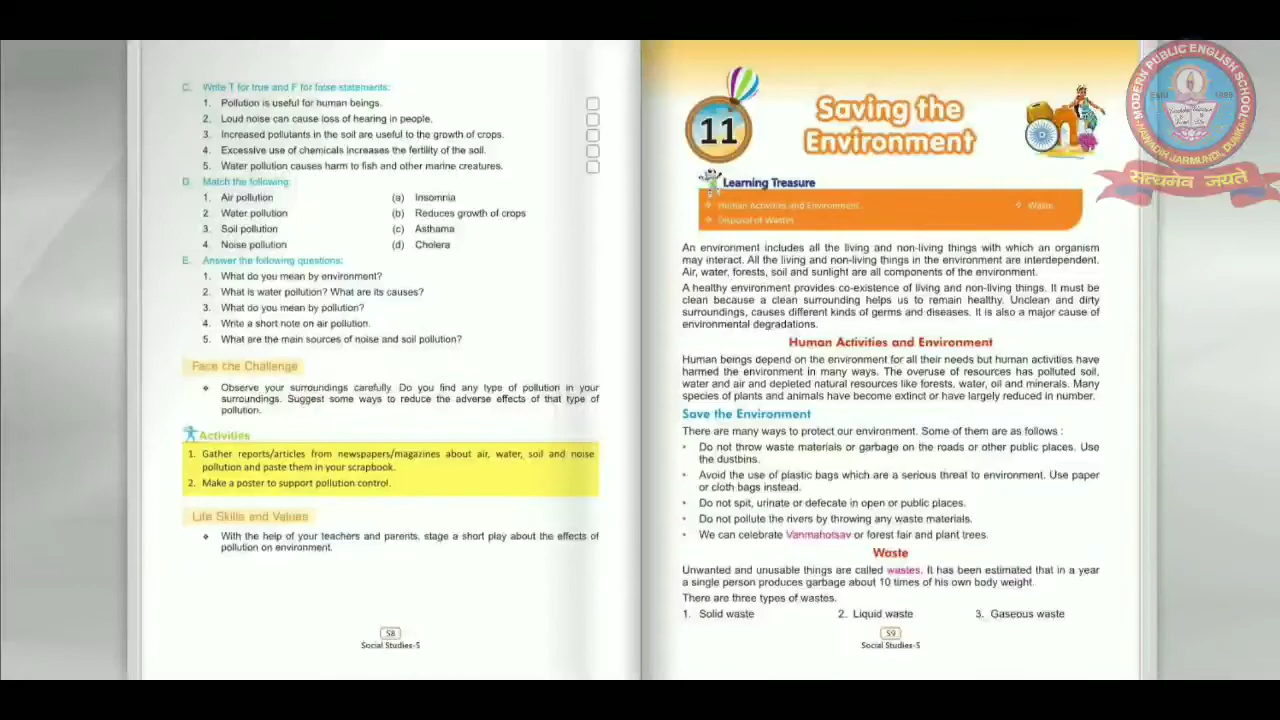 C. Write T for true and F for false statements:
1. Pollution is useful for human beings.
2. Loud noise can cause loss of hearing in people.
3. Increased pollutants in the soil are useful to the growth of crops.
4. Excessive use of chemicals increases the fertility of the soil.
5. Water pollution causes harm to fish and other marine creatures.
D. Match the following:
1. Air pollution (a) Insomnia
2. Water pollution (b) Reduces growth of crops
3. Soil pollution (c) Asthma
4. Noise pollution (d) Cholera
E. Answer the following questions:
1. What do you mean by environment?
2. What is water pollution? What are its causes?
3. What do you mean by pollution?
4. Write a short note on air pollution.
5. What are the main sources of noise and soil pollution?
Face the Challenge
❖ Observe your surroundings carefully. Do you find any type of pollution in your
surroundings. Suggest some ways to reduce the adverse effects of that type of
pollution.
Activities
1. Gather reports/articles from newspapers/magazines about air, water, soil and noise
pollution and paste them in your scrapbook.
2. Make a poster to support pollution control.
Life Skills and Values
❖ With the help of your teachers and parents, stage a short play about the effects of
pollution on environment.
58
Social Studies-5
11
Saving the
Environment
Learning Treasure
❖ Human Activities and Environment ❖ Waste
❖ Disposal of Wastes
An environment includes all the living and non-living things with which an organism
may interact. All the living and non-living things in the environment are interdependent.
Air, water, forests, soil and sunlight are all components of the environment.
A healthy environment provides co-existence of living and non-living things. It must be
clean because a clean surrounding helps us to remain healthy. Unclean and dirty
surroundings, causes different kinds of germs and diseases. It is also a major cause of
environmental degradations.
Human Activities and Environment
Human beings depend on the environment for all their needs but human activities have
harmed the environment in many ways. The overuse of resources has polluted soil,
water and air and depleted natural resources like forests, water, oil and minerals. Many
species of plants and animals have become extinct or have largely reduced in number.
Save the Environment
There are many ways to protect our environment. Some of them are as follows :
• Do not throw waste materials or garbage on the roads or other public places. Use
the dustbins.
• Avoid the use of plastic bags which are a serious threat to environment. Use paper
or cloth bags instead.
• Do not spit, urinate or defecate in open or public places.
• Do not pollute the rivers by throwing any waste materials.
• We can celebrate Vanmahotsav or forest fair and plant trees.
Waste
Unwanted and unusable things are called wastes. It has been estimated that in a year
a single person produces garbage about 10 times of his own body weight.
There are three types of wastes.
1. Solid waste 2. Liquid waste 3. Gaseous waste
59
Social Studies-5
MODERN PUBLIC ENGLISH SCHOOL
सत्यमेव जयते